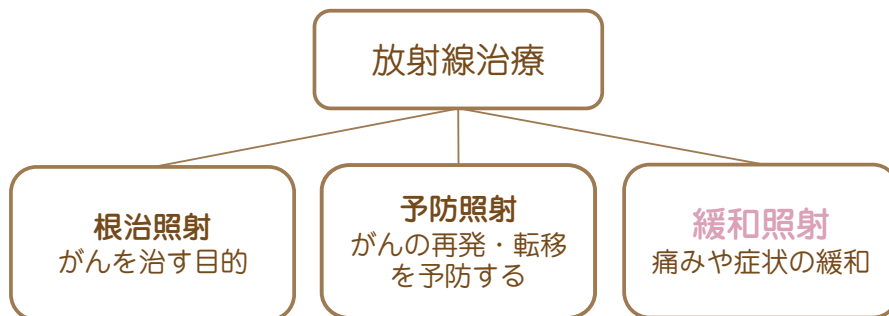 放射線治療
根治照射
がんを治す目的
予防照射
がんの再発・転移
を予防する
緩和照射
痛みや症状の緩和